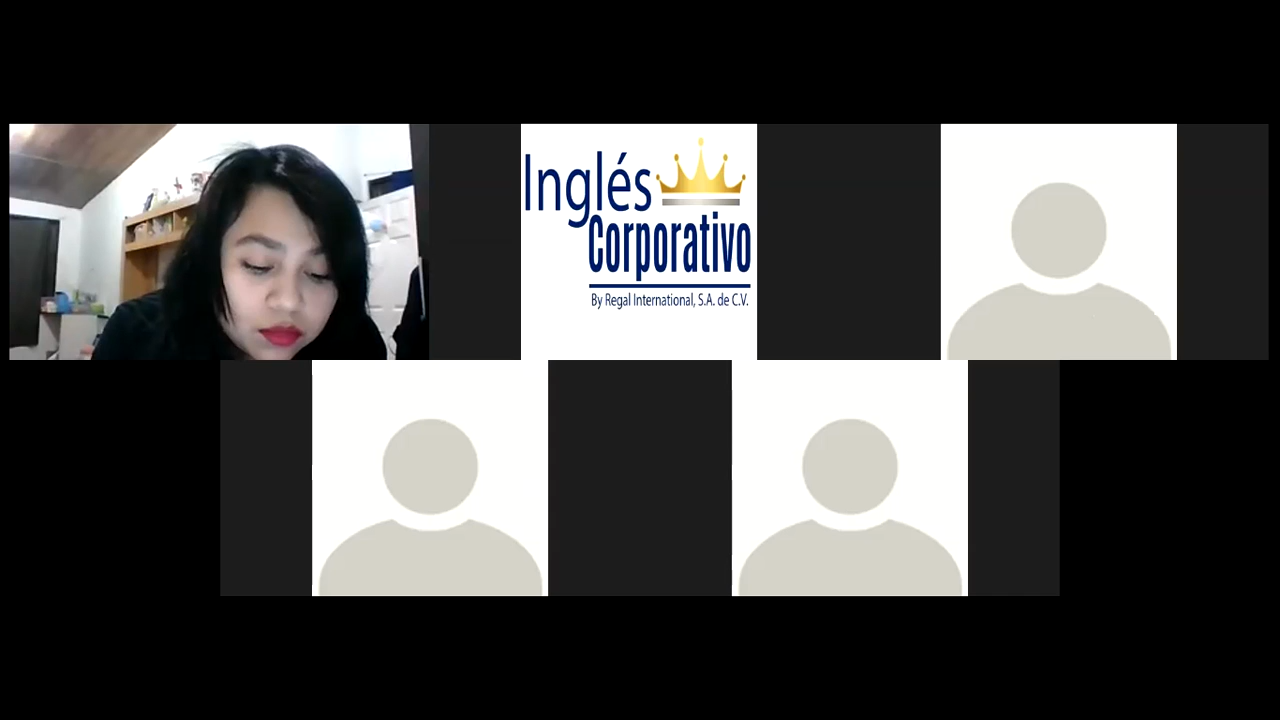 Inglés
Corporativo
By Regal International, S.A. de C.V.